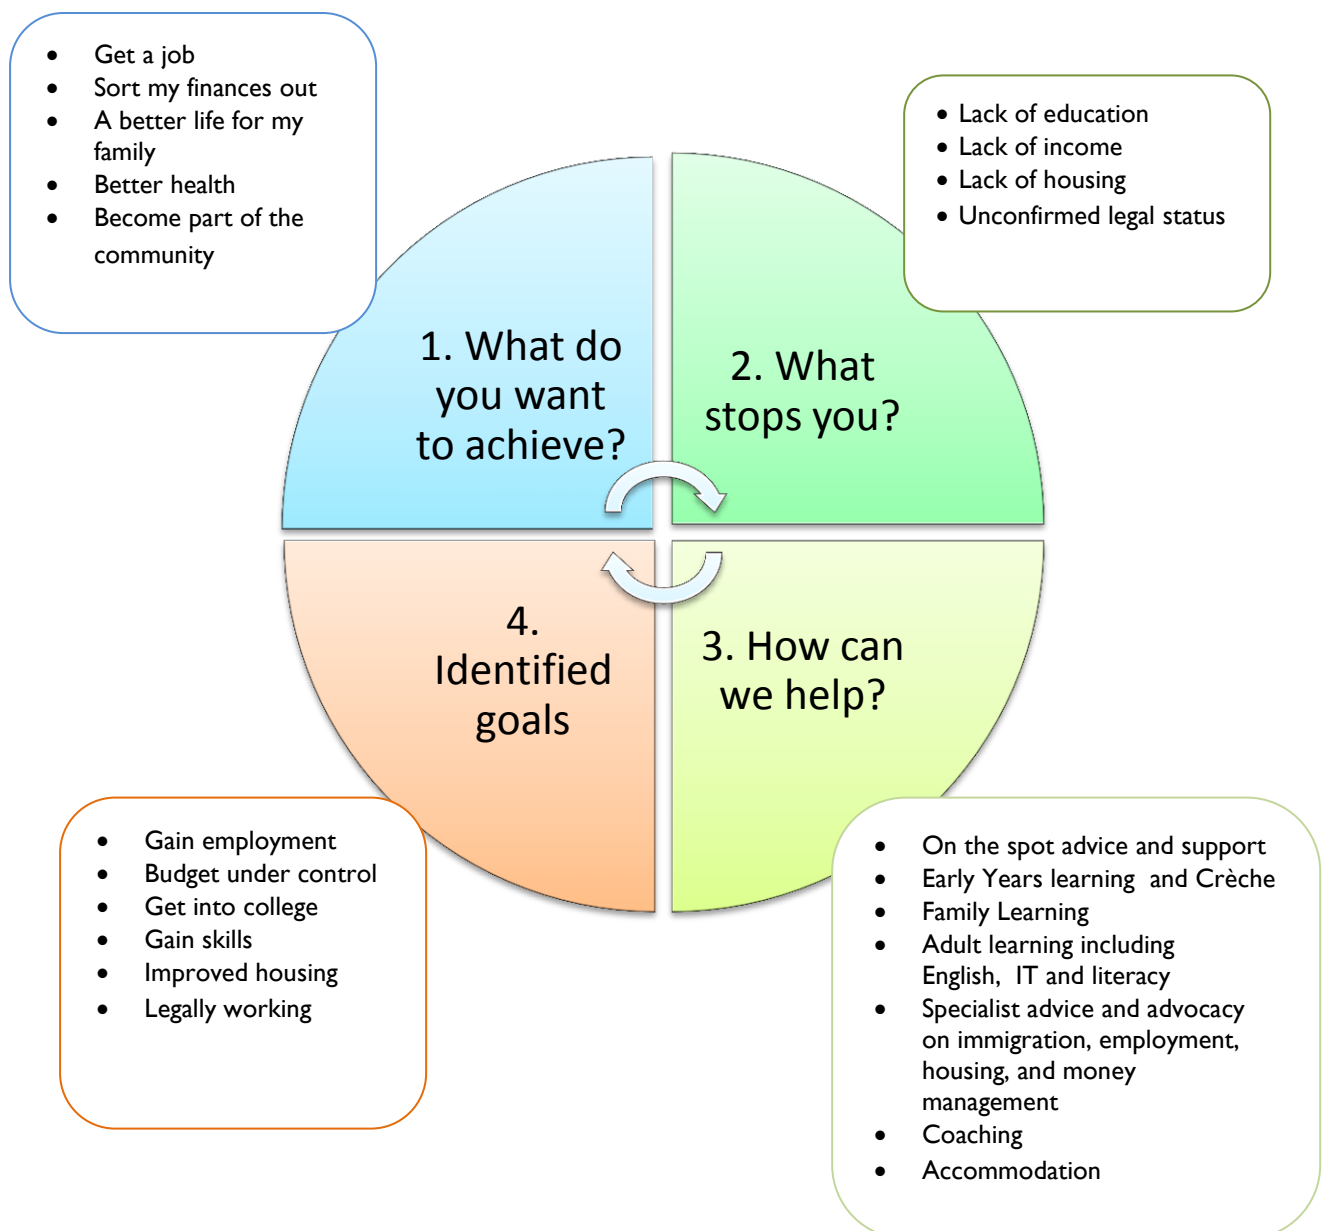 • Get a job
• Sort my finances out
• A better life for my
family
• Better health
• Become part of the
community
• Lack of education
• Lack of income
• Lack of housing
• Unconfirmed legal status
1. What do
you want
to achieve?
2. What
stops you?
4.
Identified
goals
3. How can
we help?
• Gain employment
• Budget under control
• Get into college
• Gain skills
• Improved housing
• Legally working
• On the spot advice and support
• Early Years learning and Crèche
• Family Learning
• Adult learning including
English, IT and literacy
• Specialist advice and advocacy
on immigration, employment,
housing, and money
management
• Coaching
• Accommodation